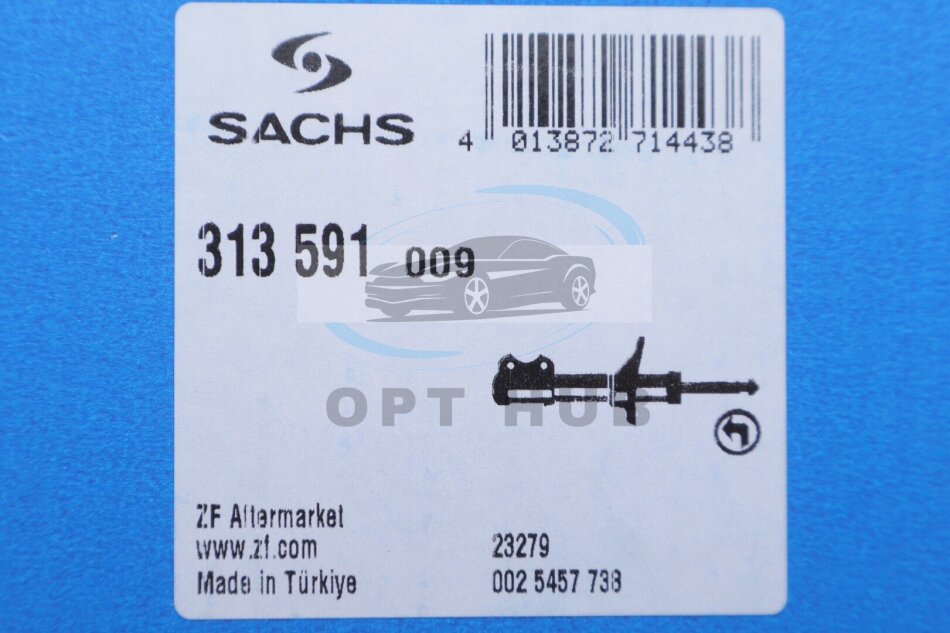 SACHS
4 013872 714438
313 591 009
OPT HUB
ZF Aftermarket
www.zf.com
Made in Türkiye
23279
002 5457 738